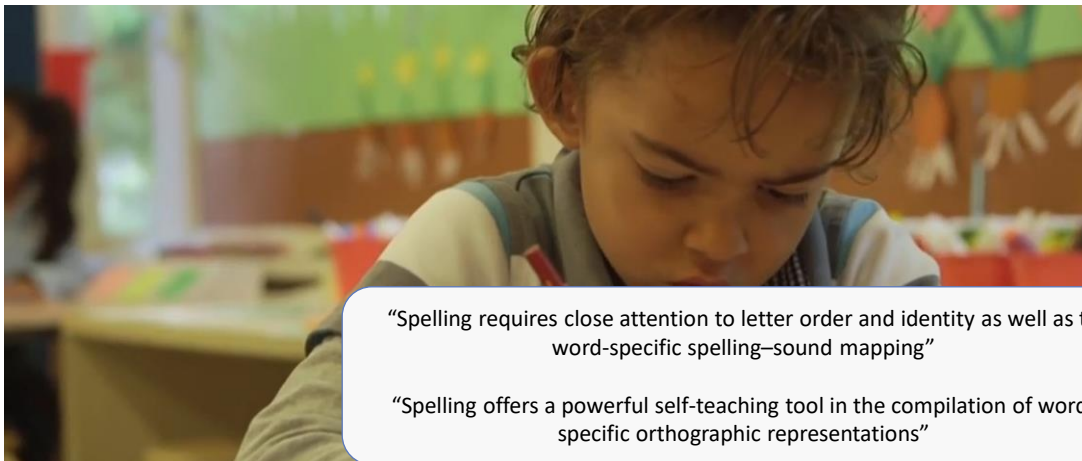 “Spelling requires close attention to letter order and identity as well as
word-specific spelling–sound mapping”
“Spelling offers a powerful self-teaching tool in the compilation of word
specific orthographic representations”